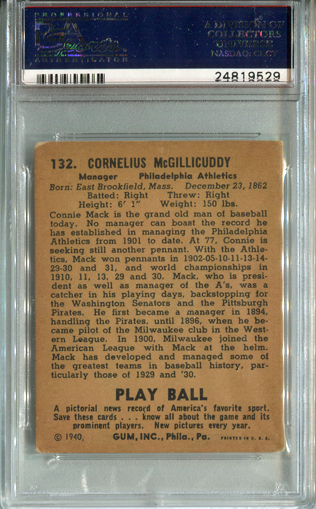 PROFESSIONAL
AUTHENTICATOR
A DIVISION OF
COLLECTORS
UNIVERSE
NASDAQ: CLCT
24819529
132. CORNELIUS McGILLICUDDY
Manager Philadelphia Athletics
Born: East Brookfield, Mass. December 23, 1862
Batted: Right Threw: Right
Height: 6' 1" Weight: 150 lbs.
Connie Mack is the grand old man of baseball
today. No manager can boast the record he
has established in managing the Philadelphia
Athletics from 1901 to date. At 77, Connie is
seeking still another pennant. With the Athletics,
Mack won pennants in 1902-05-10-11-13-14-
29-30 and 31, and world championships in
1910, 11, 13, 29 and 30. Mack, who is president
as well as manager of the A's, was a
catcher in his playing days, backstopping for
the Washington Senators and the Pittsburgh
Pirates. He first became a manager in 1894,
handling the Pirates, until 1896, when he be-
came pilot of the Milwaukee club in the West-
ern League. In 1900, Milwaukee joined the
American League with Mack at the helm.
Mack has developed and managed some of
the greatest teams in baseball history, par-
ticularly those of 1929 and '30.
PLAY BALL
A pictorial news record of America's favorite sport.
Save these cards . . . know all about the game and its
prominent players. New pictures every year.
© 1940, GUM, INC., Phila., Pa. PRINTED IN U. S. A.